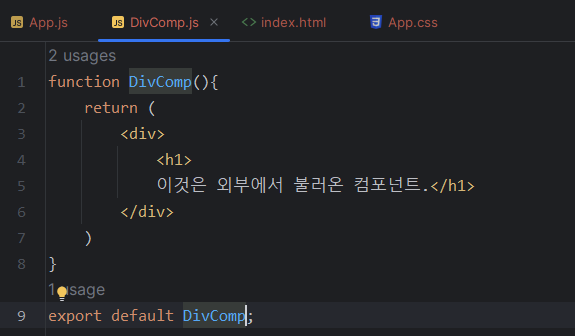 App.js DivComp.js × index.html App.css
2 usages
1 function DivComp(){
2 return (
3 <div>
4 <h1>
5 이것은 외부에서 불러온 컴포넌트.</h1>
6 </div>
7 )
8 }
1 usage
9 export default DivComp;